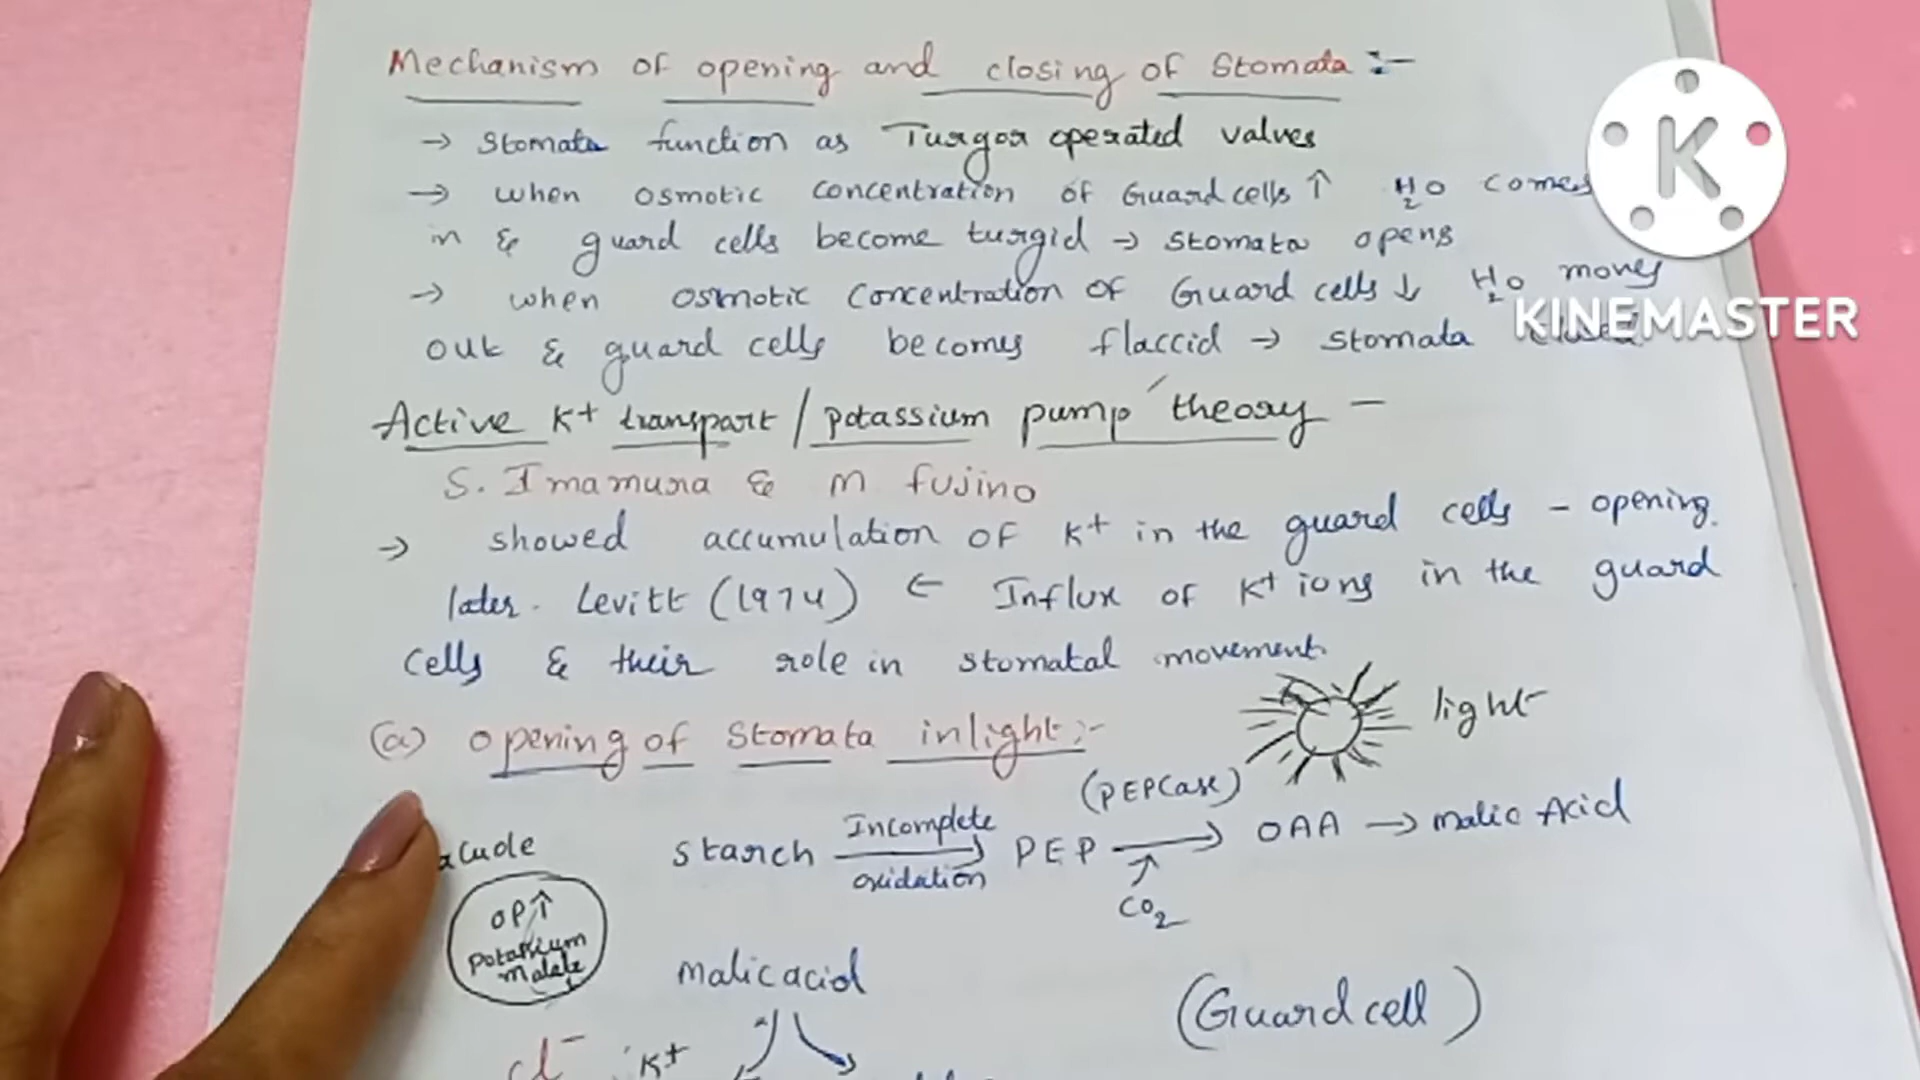 Mechanism of opening and closing of Stomata :-
→ Stomata function as Turgor operated valves
→ when osmotic concentration of Guard cells ↑ H2O comes
in & guard cells become turgid → stomata opens
→ when osmotic concentration of Guard cells ↓ H2O moves
out & guard cells becomes flaccid → stomata
Active K+ transpart / potassium pump theory -
S. Imamura & M fujino
→ showed accumulation of K+ in the guard cells - opening.
later. Levitt (1974) ← Influx of K+ ions in the guard
cells & their role in stomatal movement.
(a) opening of Stomata in light :-
light
(PEPCase)
starch Incomplete oxidation → PEP → OAA → malic Acid
CO2
acuole
OP↑
Potassium
malate
malic acid
(Guard cell)
cl- K+
K
KINEMASTER